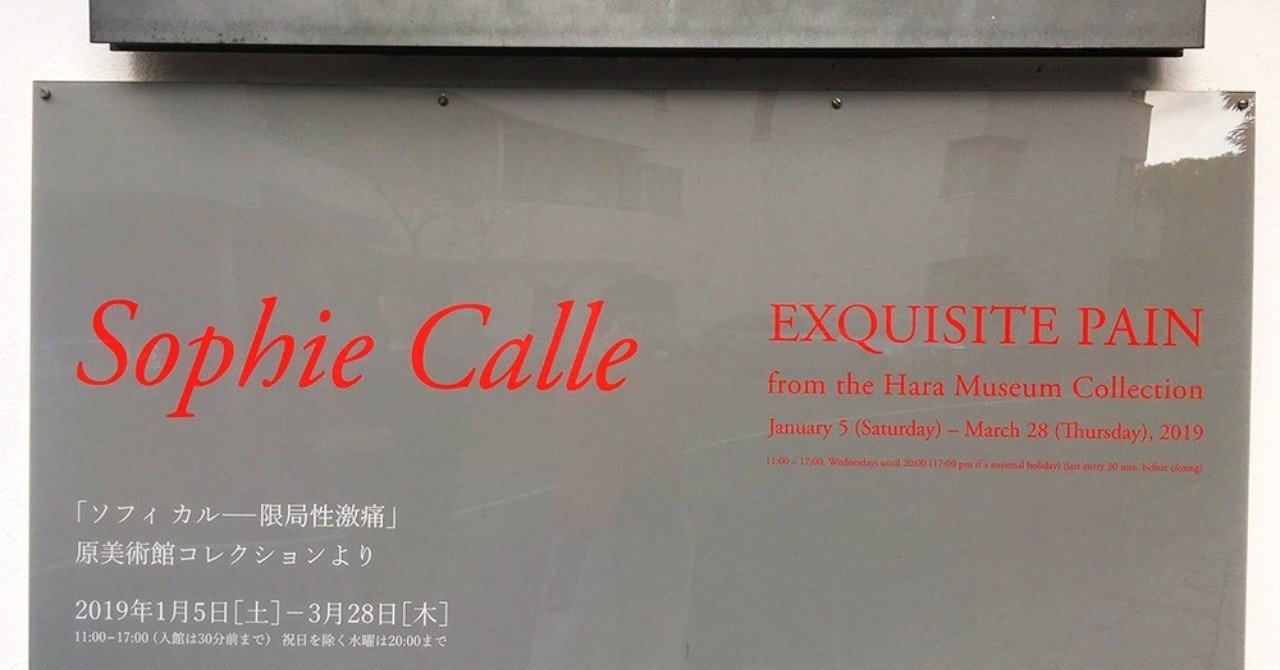 Sophie Calle
EXQUISITE PAIN
from the Hara Museum Collection
January 5 (Saturday) – March 28 (Thursday), 2019
11:00 – 17:00, Wednesdays until 20:00 (17:00 pm if a national holiday) (last entry 30 min. before closing)
「ソフィ カル──限局性激痛」
原美術館コレクションより
2019年1月5日[土]－3月28日[木]
11:00－17:00（入館は30分前まで） 祝日を除く水曜は20:00まで